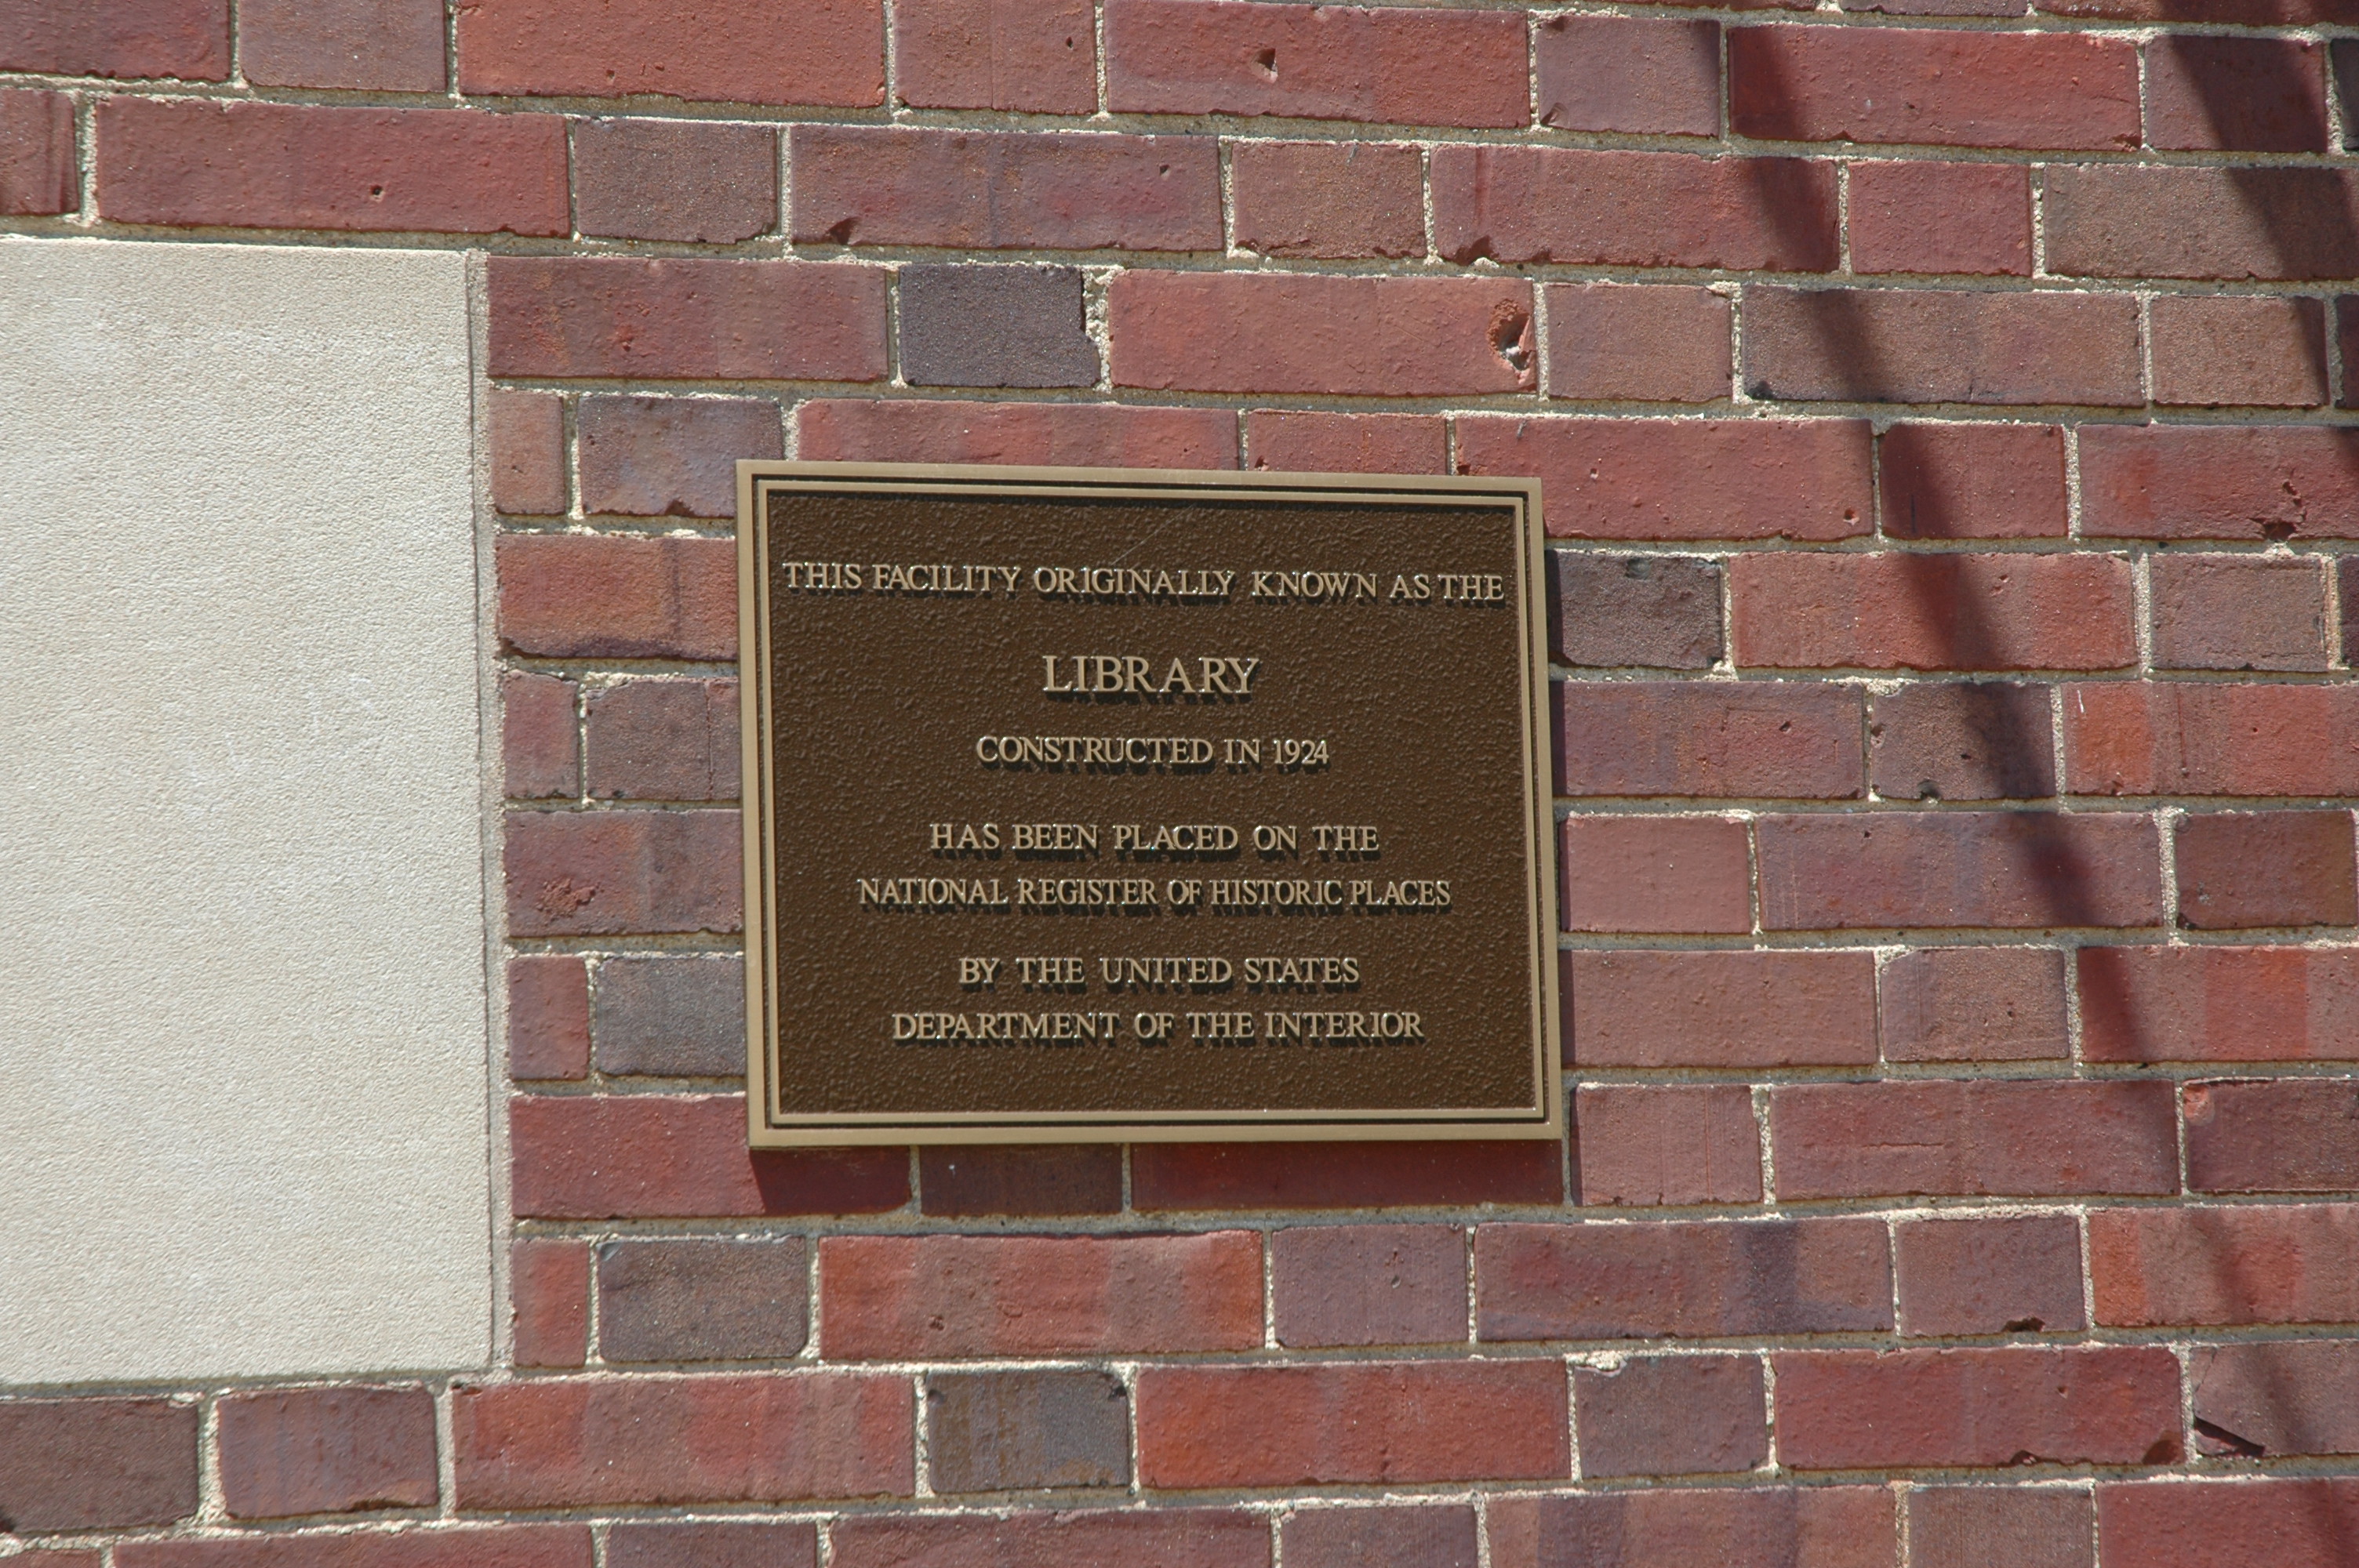 THIS FACILITY ORIGINALLY KNOWN AS THE
LIBRARY
CONSTRUCTED IN 1924
HAS BEEN PLACED ON THE
NATIONAL REGISTER OF HISTORIC PLACES
BY THE UNITED STATES
DEPARTMENT OF THE INTERIOR